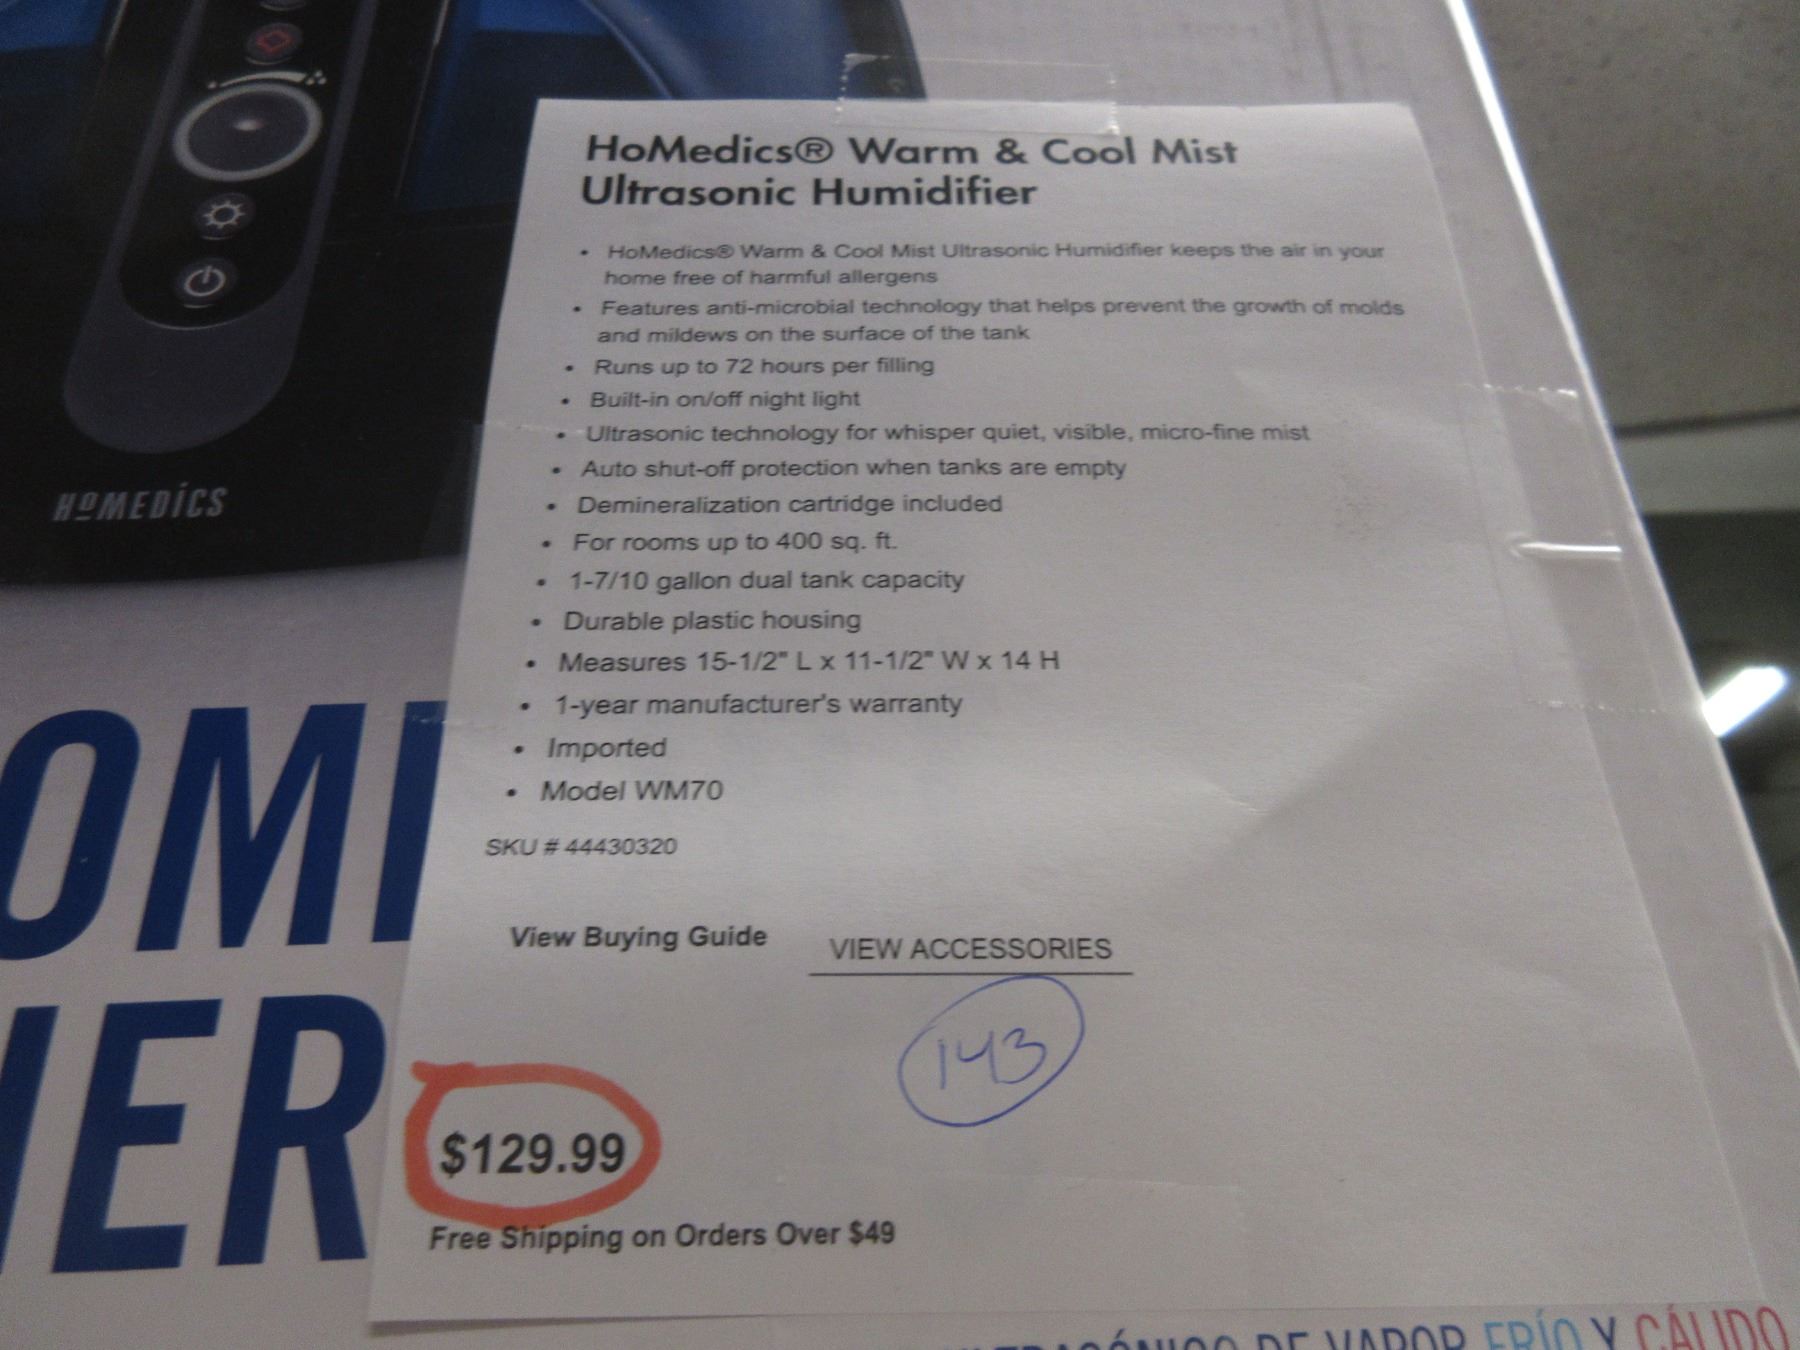 HoMedics® Warm & Cool Mist
Ultrasonic Humidifier
• HoMedics® Warm & Cool Mist Ultrasonic Humidifier keeps the air in your
home free of harmful allergens
• Features anti-microbial technology that helps prevent the growth of molds
and mildews on the surface of the tank
• Runs up to 72 hours per filling
• Built-in on/off night light
• Ultrasonic technology for whisper quiet, visible, micro-fine mist
• Auto shut-off protection when tanks are empty
• Demineralization cartridge included
• For rooms up to 400 sq. ft.
• 1-7/10 gallon dual tank capacity
• Durable plastic housing
• Measures 15-1/2" L x 11-1/2" W x 14 H
• 1-year manufacturer's warranty
• Imported
• Model WM70
SKU # 44430320
View Buying Guide VIEW ACCESSORIES
143
$129.99
Free Shipping on Orders Over $49
HOMEDICS
OMI
IER
DE VAPOR FRÍO Y CÁLIDO